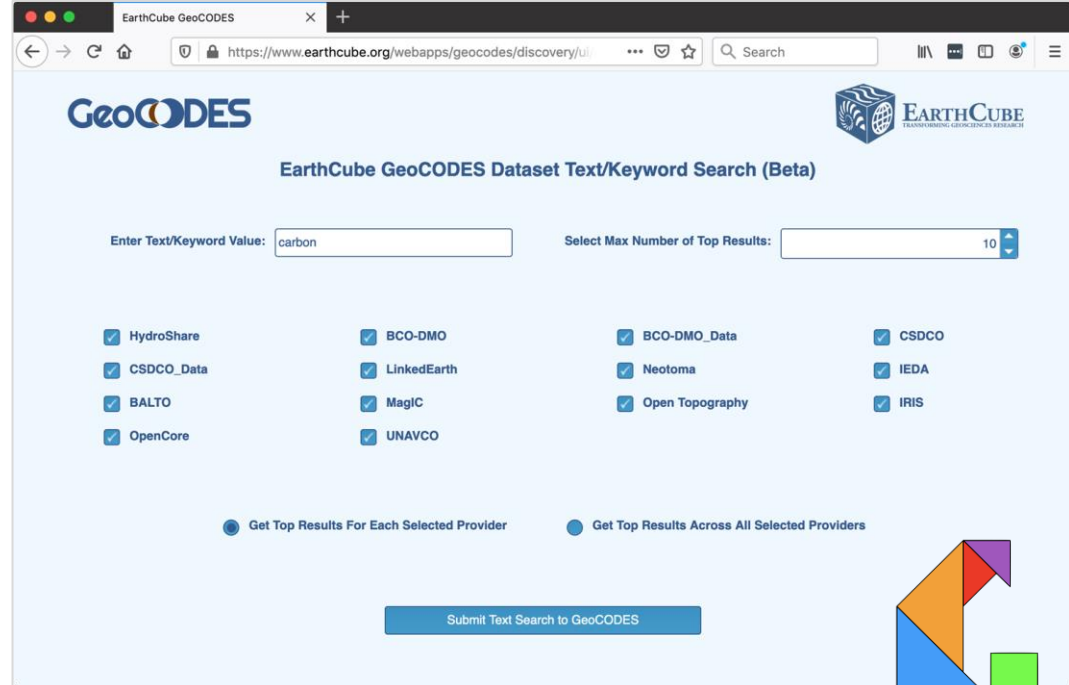 EarthCube GeoCODES
https://www.earthcube.org/webapps/geocodes/discovery/ui
Search
GeoCODES
EARTHCUBE
TRANSFORMING GEOSCIENCES RESEARCH
EarthCube GeoCODES Dataset Text/Keyword Search (Beta)
Enter Text/Keyword Value: carbon Select Max Number of Top Results: 10
HydroShare BCO-DMO BCO-DMO_Data CSDCO
CSDCO_Data LinkedEarth Neotoma IEDA
BALTO MagIC Open Topography IRIS
OpenCore UNAVCO
Get Top Results For Each Selected Provider Get Top Results Across All Selected Providers
Submit Text Search to GeoCODES